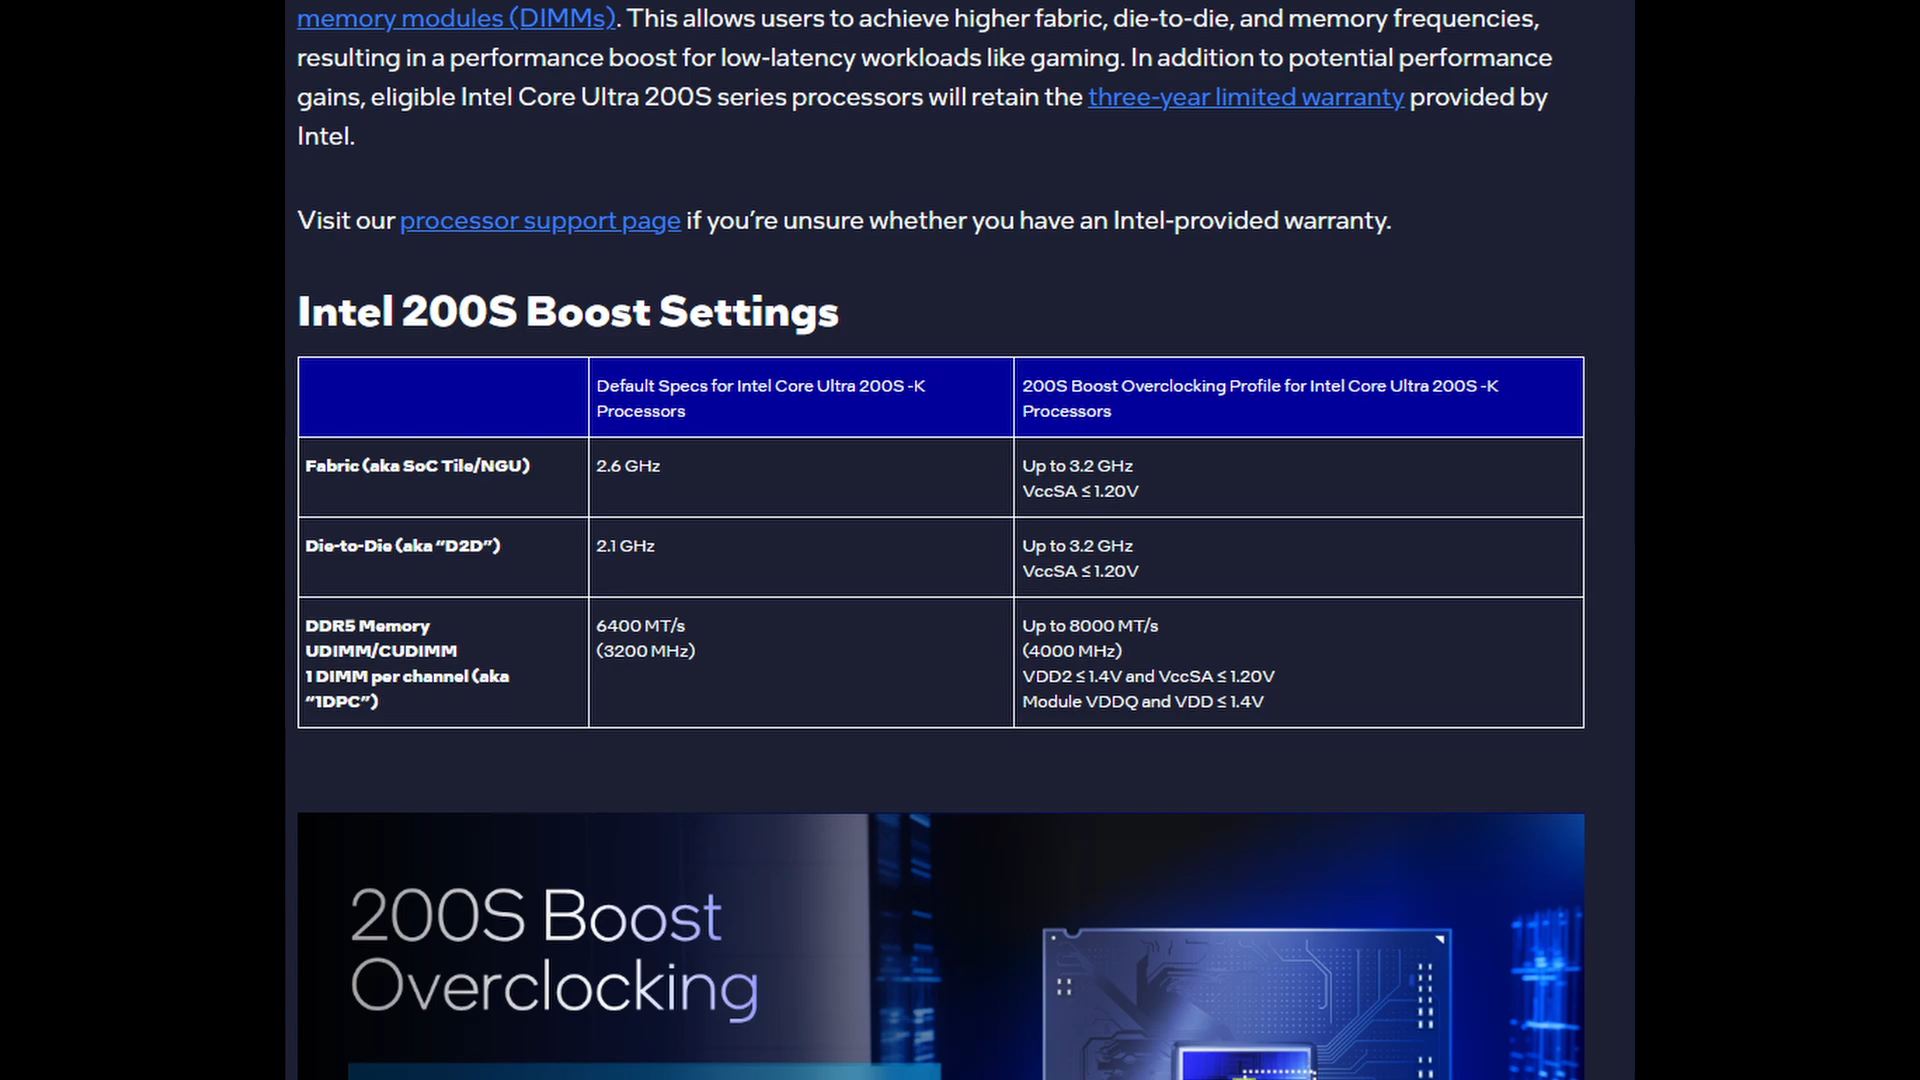 memory modules (DIMMs). This allows users to achieve higher fabric, die-to-die, and memory frequencies,
resulting in a performance boost for low-latency workloads like gaming. In addition to potential performance
gains, eligible Intel Core Ultra 200S series processors will retain the three-year limited warranty provided by
Intel.
Visit our processor support page if you’re unsure whether you have an Intel-provided warranty.
Intel 200S Boost Settings
Default Specs for Intel Core Ultra 200S -K
Processors
200S Boost Overclocking Profile for Intel Core Ultra 200S -K
Processors
Fabric (aka SoC Tile/NGU)
2.6 GHz
Up to 3.2 GHz
VccSA ≤ 1.20V
Die-to-Die (aka “D2D”)
2.1 GHz
Up to 3.2 GHz
VccSA ≤ 1.20V
DDR5 Memory
UDIMM/CUDIMM
1 DIMM per channel (aka
“1DPC”)
6400 MT/s
(3200 MHz)
Up to 8000 MT/s
(4000 MHz)
VDD2 ≤ 1.4V and VccSA ≤ 1.20V
Module VDDQ and VDD ≤ 1.4V
200S Boost
Overclocking